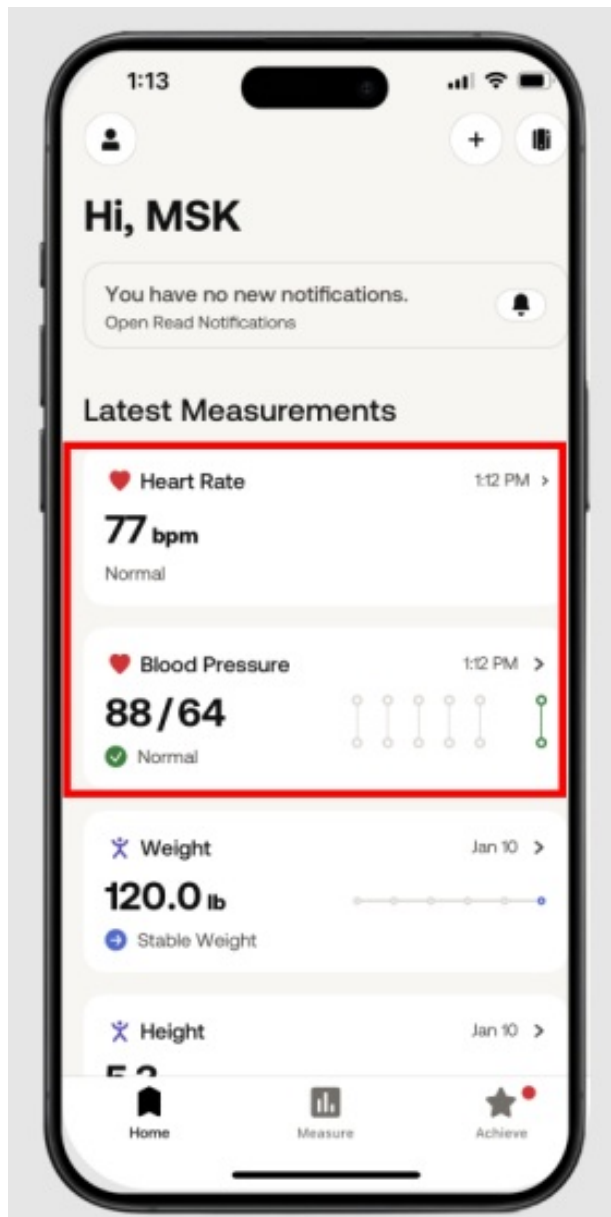 1:13
Hi, MSK
You have no new notifications.
Open Read Notifications
Latest Measurements
Heart Rate 1:12 PM >
77 bpm
Normal
Blood Pressure 1:12 PM >
88/64
Normal
Weight Jan 10 >
120.0 lb
Stable Weight
Height Jan 10 >
Home Measure Achieve